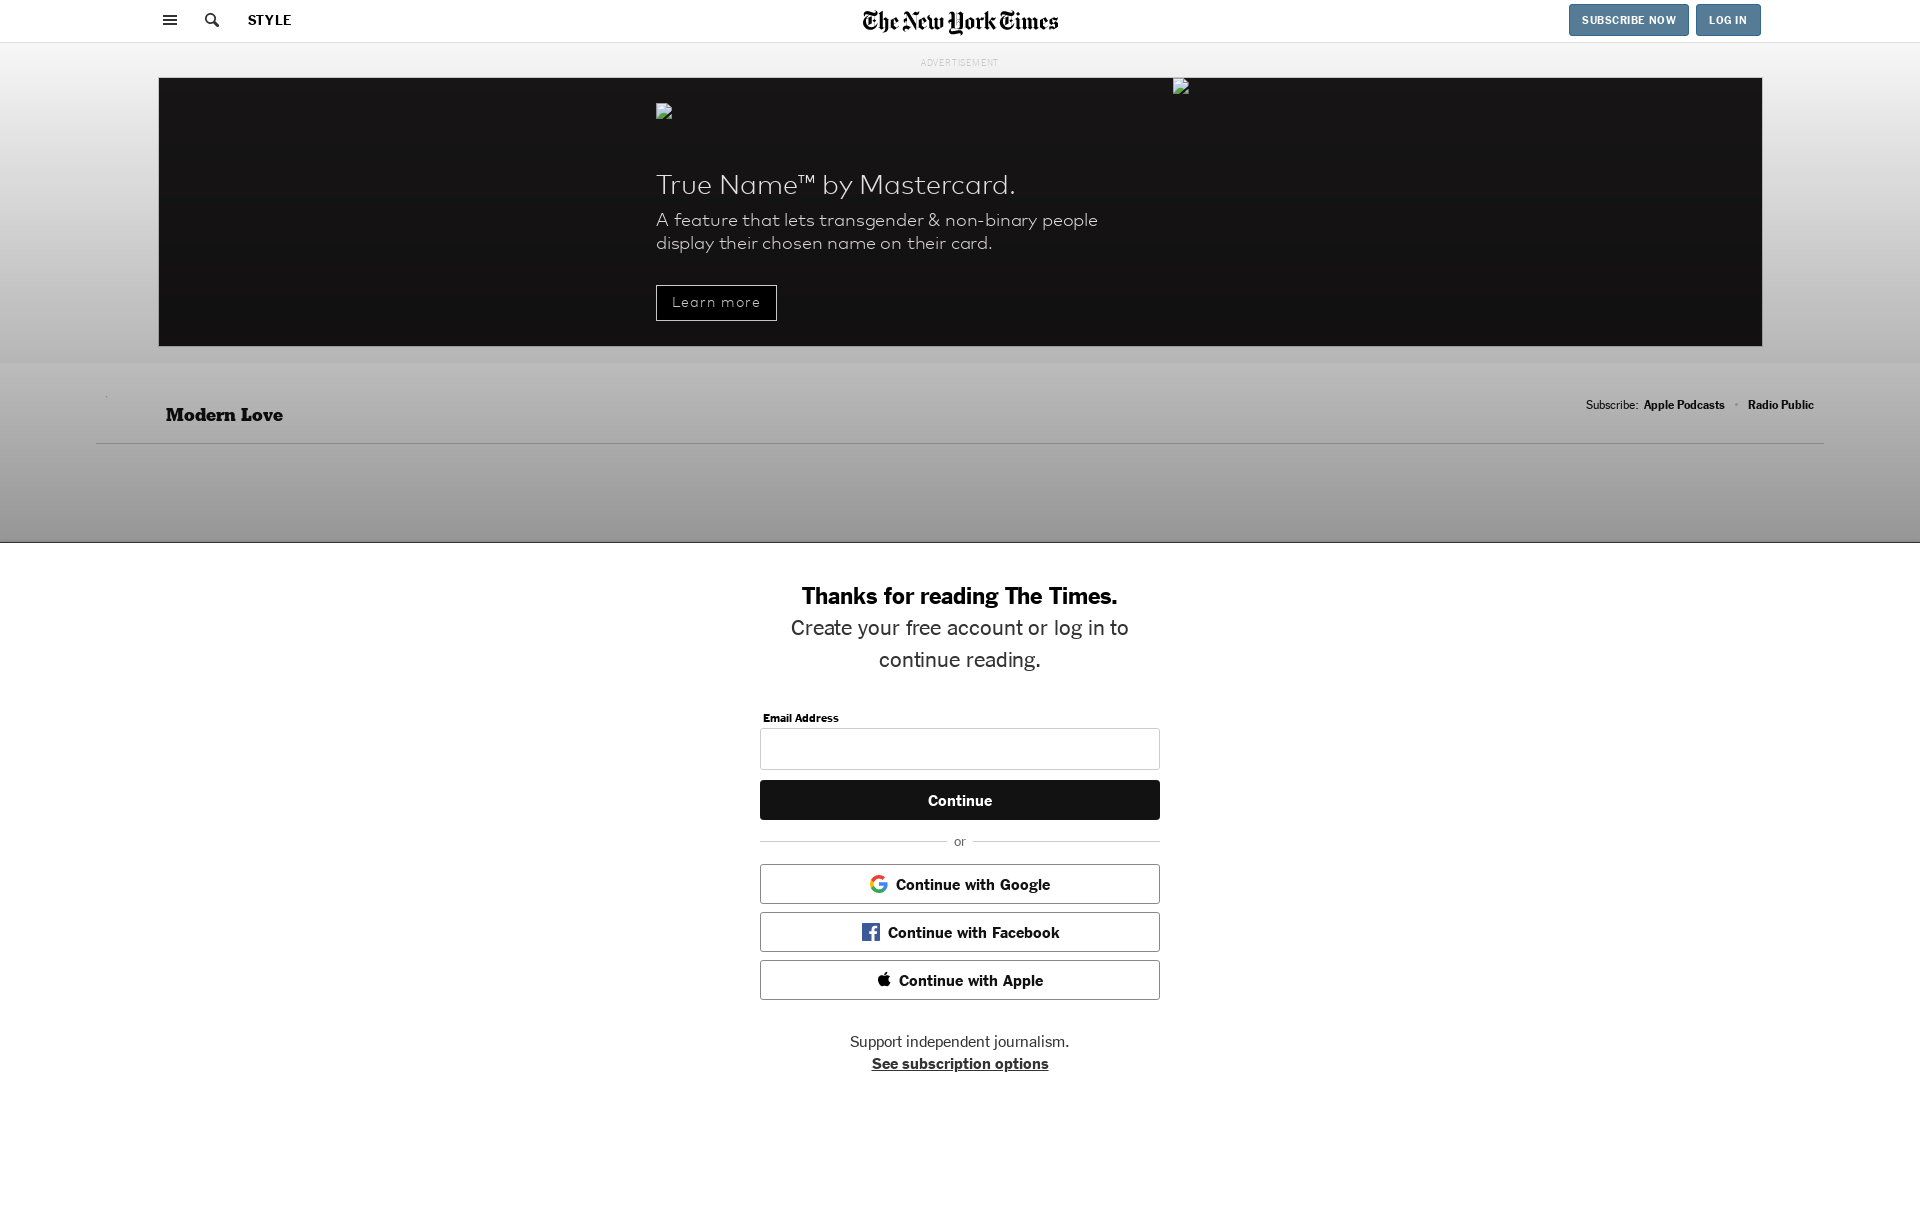 STYLE
The New York Times
SUBSCRIBE NOW
LOG IN
ADVERTISEMENT
True Name™ by Mastercard.
A feature that lets transgender & non-binary people
display their chosen name on their card.
Learn more
Modern Love
Subscribe: Apple Podcasts • Radio Public
Thanks for reading The Times.
Create your free account or log in to
continue reading.
Email Address
Continue
or
Continue with Google
Continue with Facebook
Continue with Apple
Support independent journalism.
See subscription options